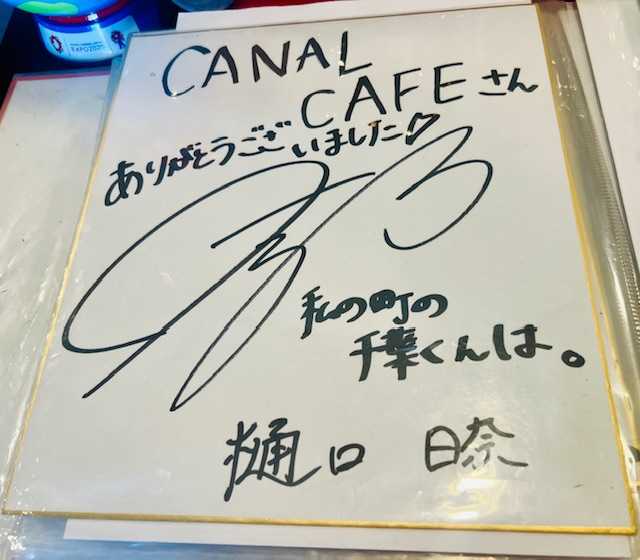 CANAL
CAFEさん
ありがとうございました♡
私の町の
千葉くんは。
樋口 日奈
EXPO2025